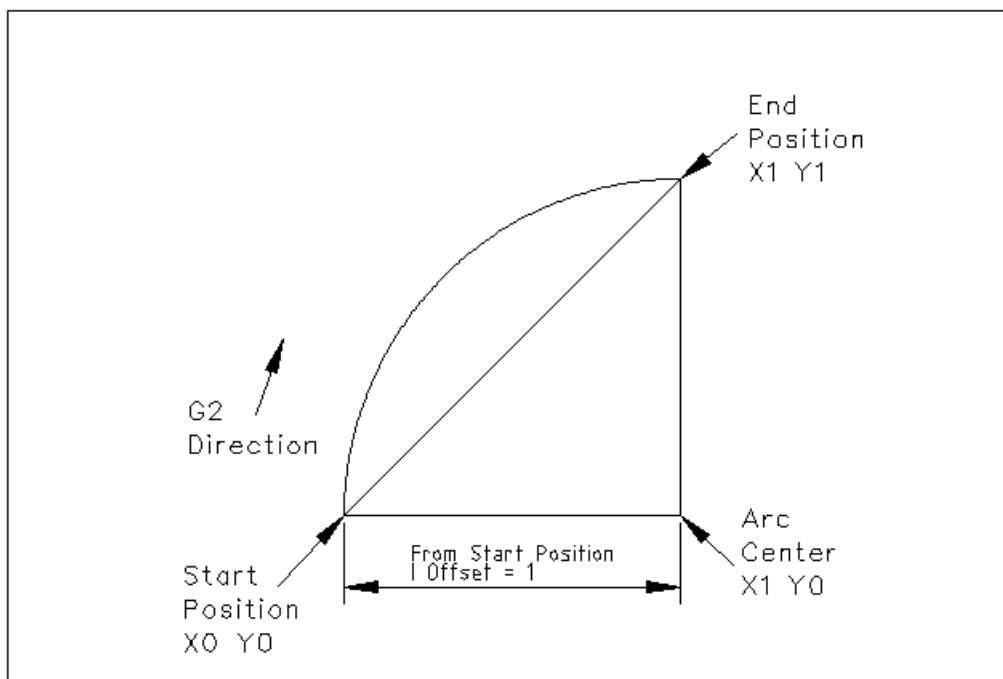 End
Position
X1 Y1
G2
Direction
From Start Position
I Offset = 1
Arc
Center
X1 Y0
Start
Position
X0 Y0